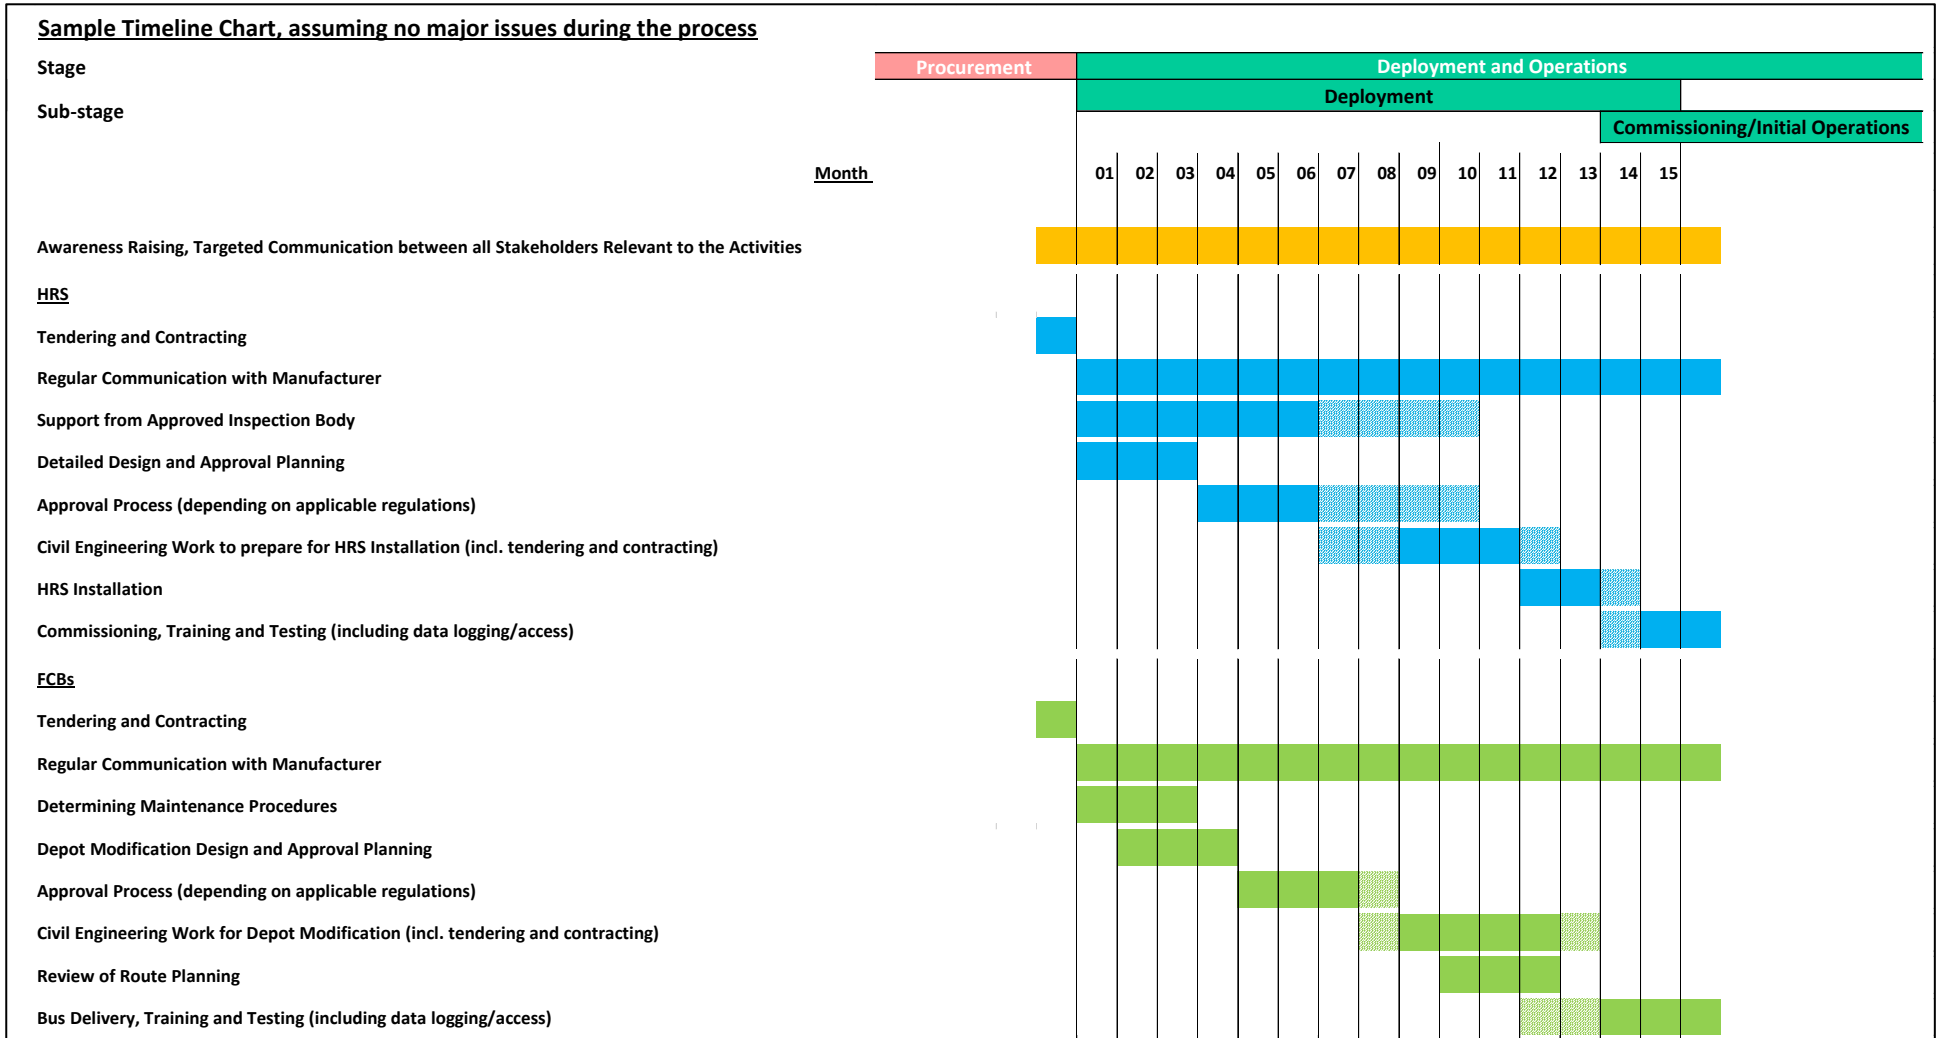 Sample Timeline Chart, assuming no major issues during the process
Stage
Procurement
Deployment and Operations
Sub-stage
Deployment
Commissioning/Initial Operations
Month
01 02 03 04 05 06 07 08 09 10 11 12 13 14 15
Awareness Raising, Targeted Communication between all Stakeholders Relevant to the Activities
HRS
Tendering and Contracting
Regular Communication with Manufacturer
Support from Approved Inspection Body
Detailed Design and Approval Planning
Approval Process (depending on applicable regulations)
Civil Engineering Work to prepare for HRS Installation (incl. tendering and contracting)
HRS Installation
Commissioning, Training and Testing (including data logging/access)
FCBs
Tendering and Contracting
Regular Communication with Manufacturer
Determining Maintenance Procedures
Depot Modification Design and Approval Planning
Approval Process (depending on applicable regulations)
Civil Engineering Work for Depot Modification (incl. tendering and contracting)
Review of Route Planning
Bus Delivery, Training and Testing (including data logging/access)